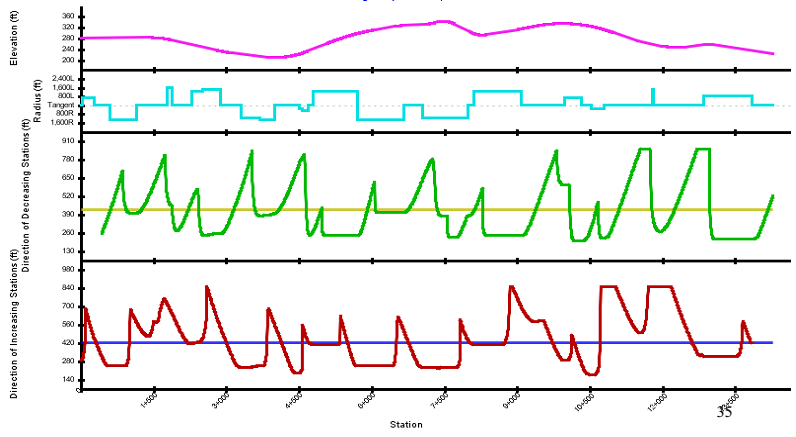 Elevation (ft)
360
320
280
240
200
Radius (ft)
2,400L
1,600L
800L
Tangent
800R
1,600R
Direction of Decreasing Stations (ft)
910
780
650
520
390
260
130
Direction of Increasing Stations (ft)
980
840
700
560
420
280
140
1+500
3+000
4+500
6+000
7+500
9+000
10+500
12+000
35
Station